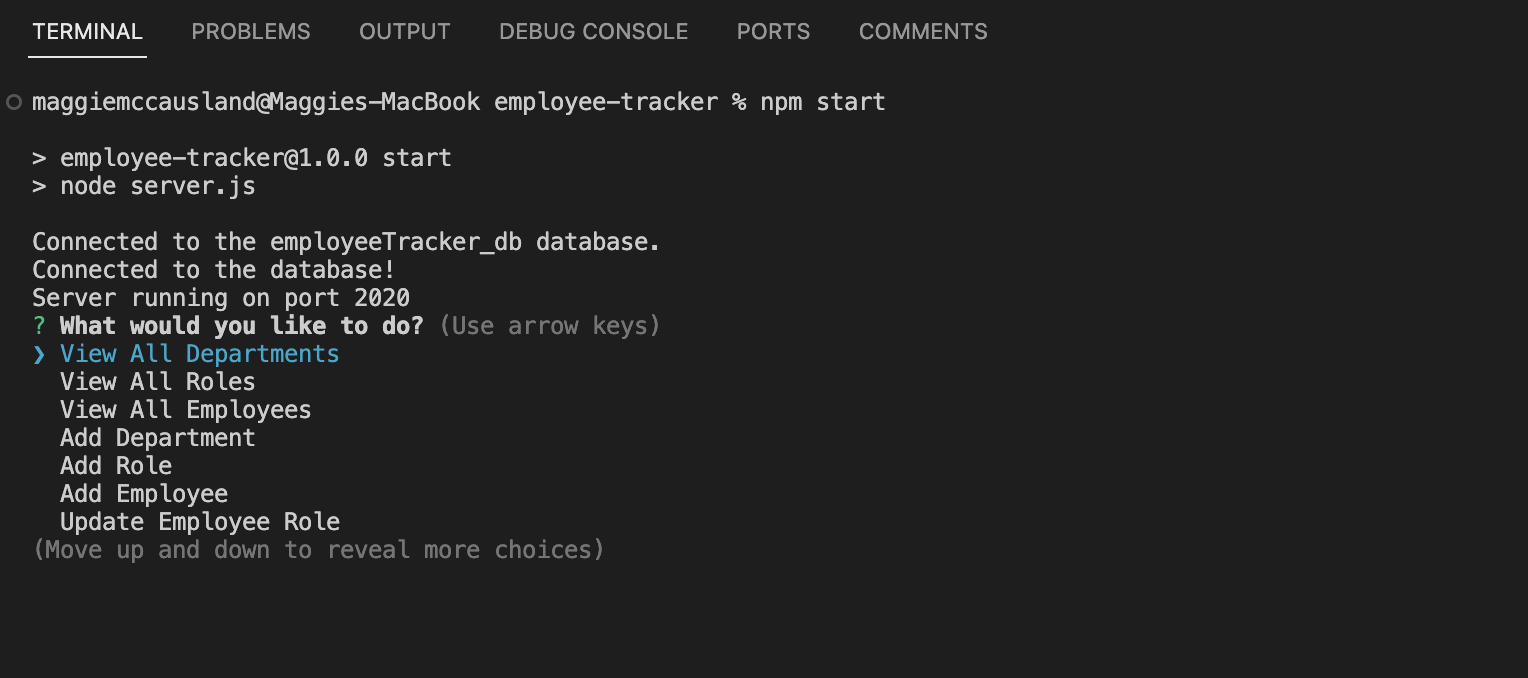 TERMINAL PROBLEMS OUTPUT DEBUG CONSOLE PORTS COMMENTS
maggiemccausland@Maggies-MacBook employee-tracker % npm start
> employee-tracker@1.0.0 start
> node server.js
Connected to the employeeTracker_db database.
Connected to the database!
Server running on port 2020
? What would you like to do? (Use arrow keys)
❯ View All Departments
View All Roles
View All Employees
Add Department
Add Role
Add Employee
Update Employee Role
(Move up and down to reveal more choices)